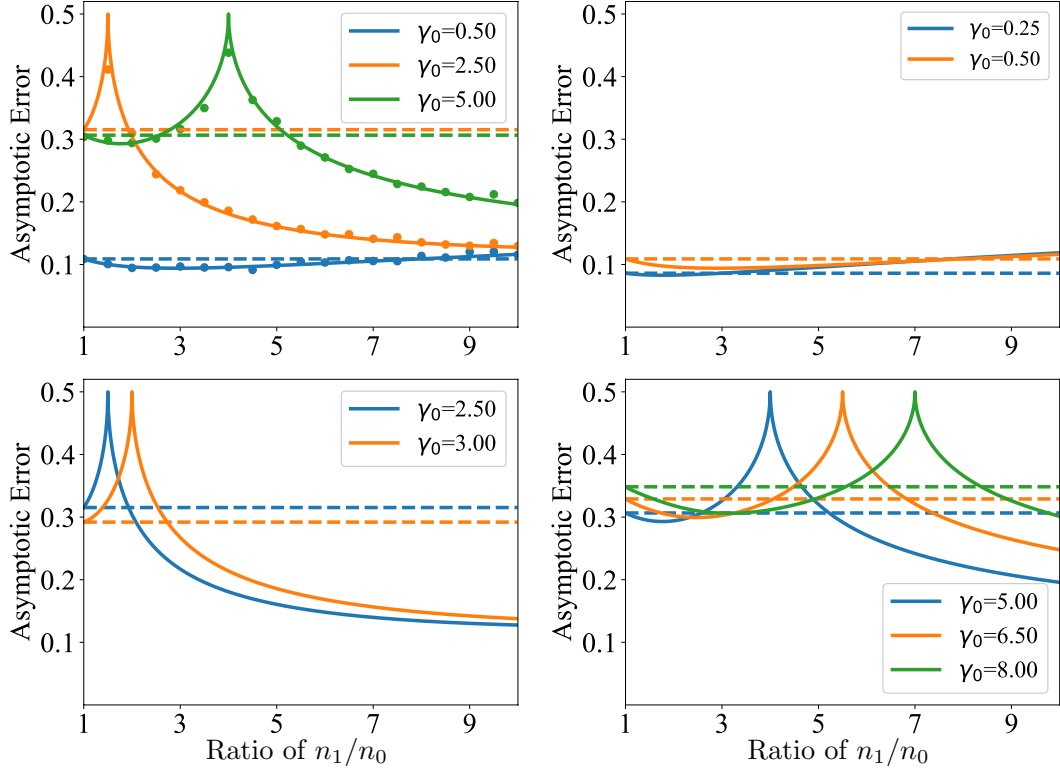 0.5
0.4
0.3
0.2
0.1
Asymptotic Error
γ0=0.50
γ0=2.50
γ0=5.00
1 3 5 7 9
0.5
0.4
0.3
0.2
0.1
Asymptotic Error
γ0=0.25
γ0=0.50
1 3 5 7 9
0.5
0.4
0.3
0.2
0.1
Asymptotic Error
γ0=2.50
γ0=3.00
1 3 5 7 9
Ratio of n1/n0
0.5
0.4
0.3
0.2
0.1
Asymptotic Error
γ0=5.00
γ0=6.50
γ0=8.00
1 3 5 7 9
Ratio of n1/n0